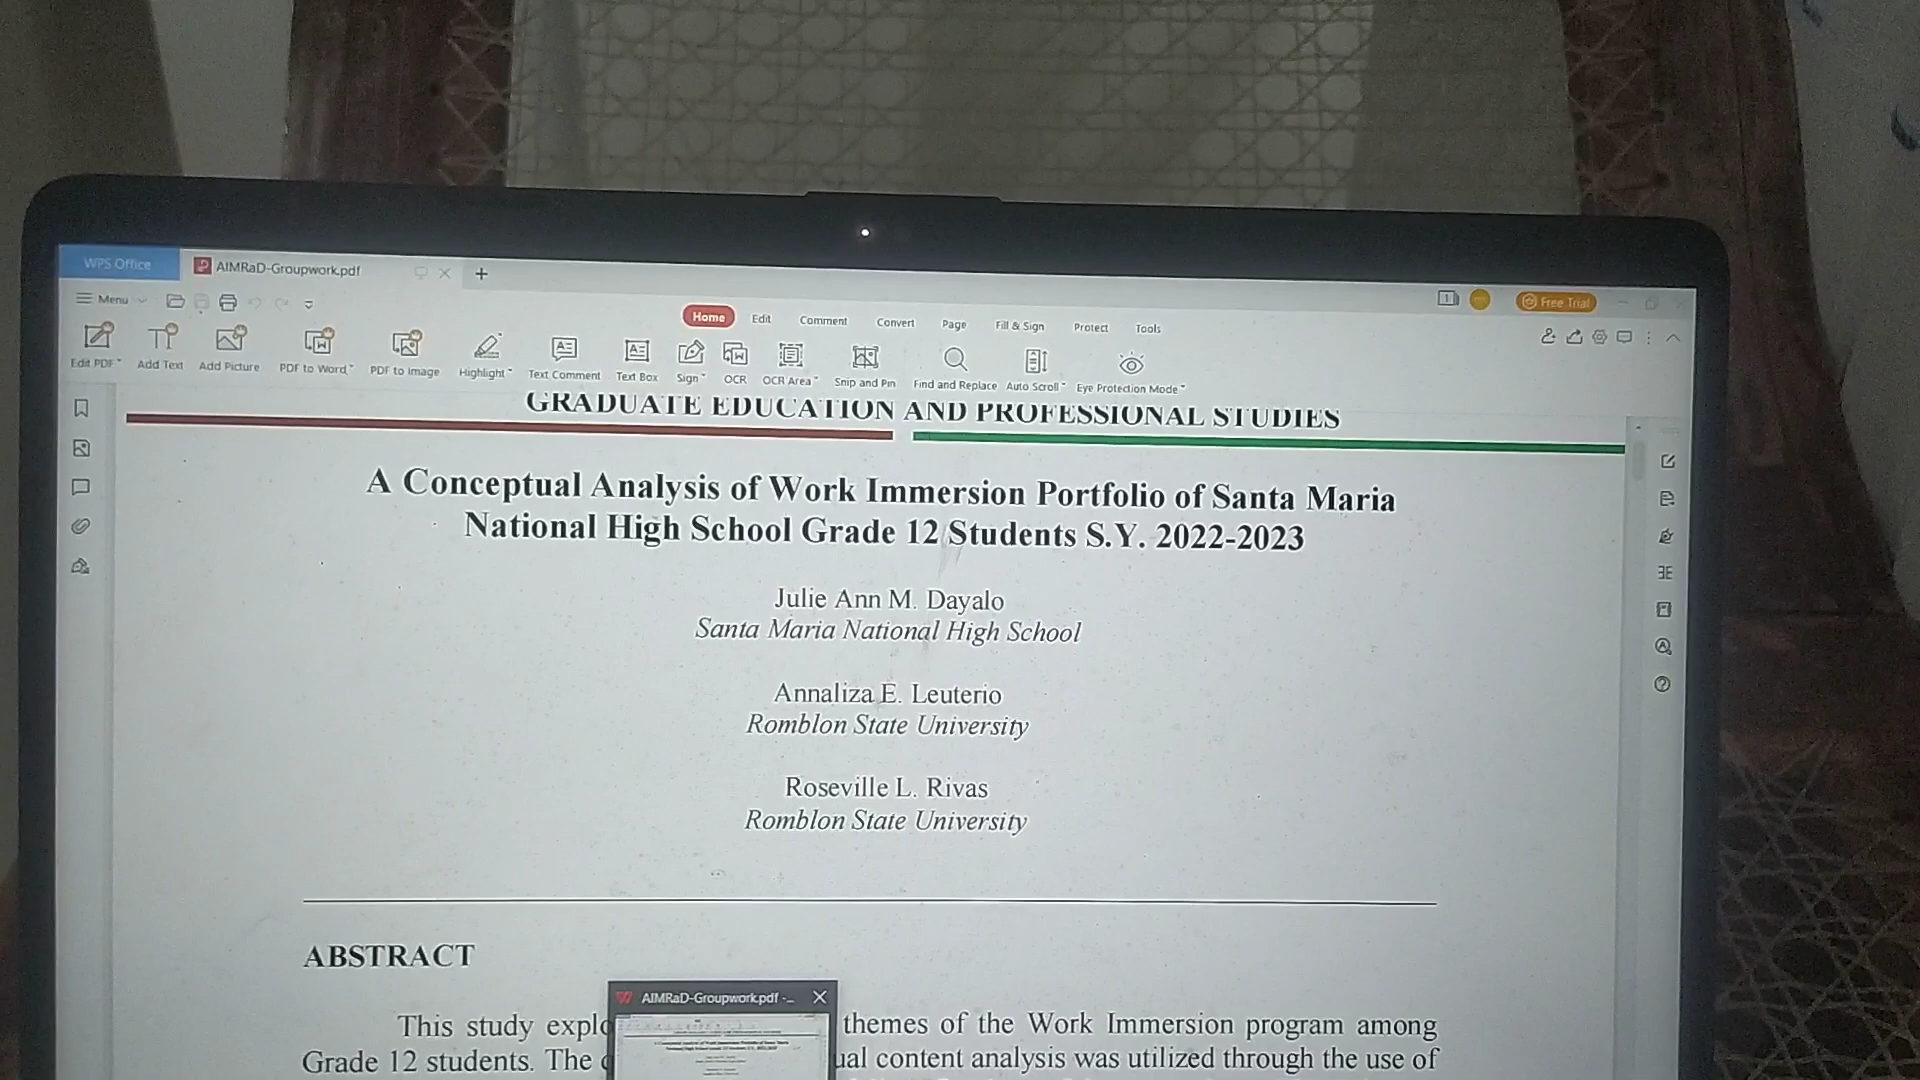 WPS Office
AIMRaD-Groupwork.pdf
Menu
Free Trial
Home Edit Comment Convert Page Fill & Sign Protect Tools
Edit PDF Add Text Add Picture PDF to Word PDF to Image Highlight Text Comment Text Box Sign OCR OCR Area Snip and Pin Find and Replace Auto Scroll Eye Protection Mode
GRADUATE EDUCATION AND PROFESSIONAL STUDIES
A Conceptual Analysis of Work Immersion Portfolio of Santa Maria
National High School Grade 12 Students S.Y. 2022-2023
Julie Ann M. Dayalo
Santa Maria National High School
Annaliza E. Leuterio
Romblon State University
Roseville L. Rivas
Romblon State University
ABSTRACT
AIMRaD-Groupwork.pdf -...
This study explo themes of the Work Immersion program among
Grade 12 students. The ual content analysis was utilized through the use of